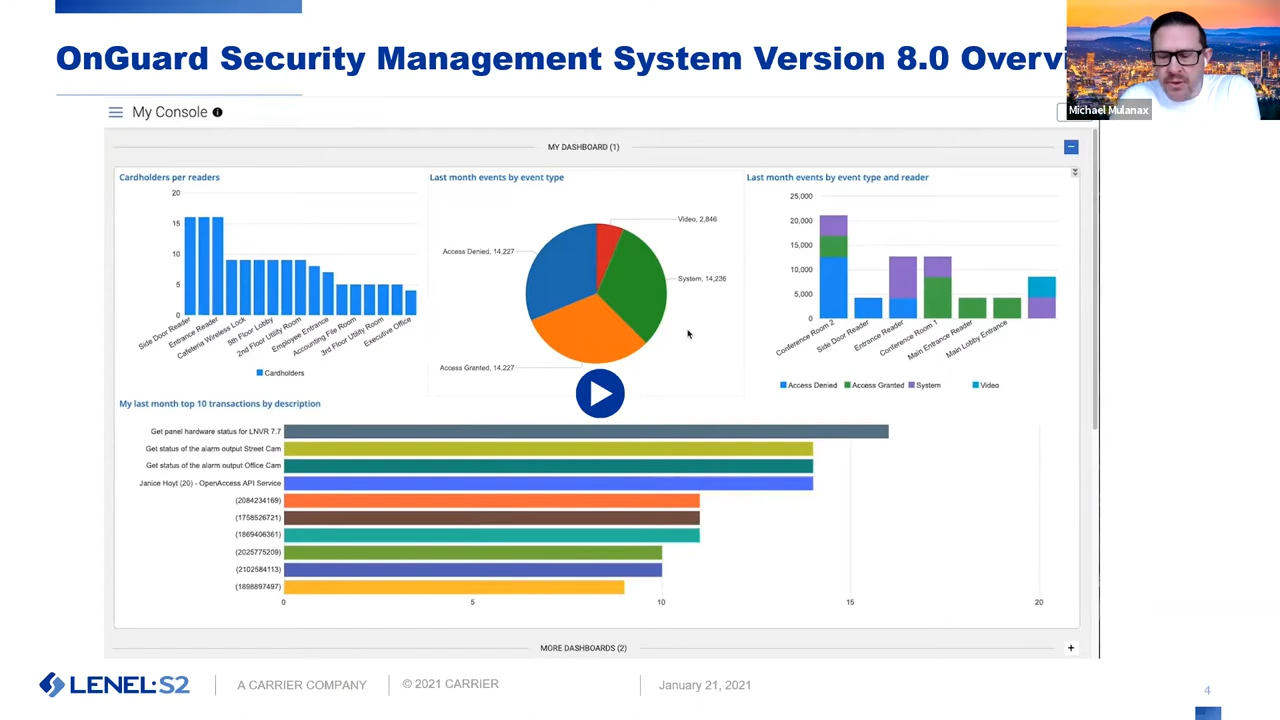 OnGuard Security Management System Version 8.0 Overvi
Michael Mulanax
My Console
MY DASHBOARD (1)
Cardholders per readers
20
15
10
5
0
Side Door Reader
Entrance Reader
Cafeteria Wireless Lock
5th Floor Lobby
2nd Floor Utility Room
Employee Entrance
Accounting File Room
3rd Floor Utility Room
Executive Office
Cardholders
Last month events by event type
Video, 2,846
Access Denied, 14,227
System, 14,236
Access Granted, 14,227
Last month events by event type and reader
25,000
20,000
15,000
10,000
5,000
0
Conference Room 2
Side Door Reader
Entrance Reader
Conference Room 1
Main Entrance Reader
Main Lobby Entrance
Access Denied Access Granted System Video
My last month top 10 transactions by description
Get panel hardware status for LNVR 7.7
Get status of the alarm output Street Cam
Get status of the alarm output Office Cam
Janice Hoyt (20) - OpenAccess API Service
(2084234169)
(1758526721)
(1869406361)
(2025775209)
(2102584113)
(1898897497)
0 5 10 15 20
MORE DASHBOARDS (2)
LENEL·S2
A CARRIER COMPANY
© 2021 CARRIER
January 21, 2021
4